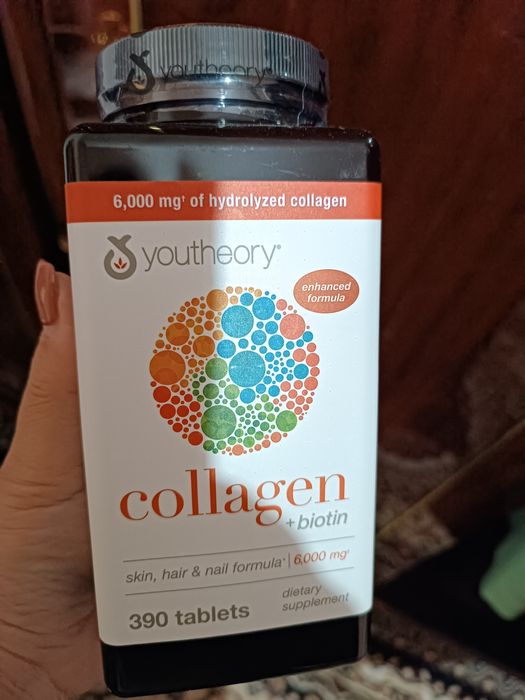 youtheory
6,000 mg† of hydrolyzed collagen
youtheory®
enhanced
formula
collagen
+biotin
skin, hair & nail formula* | 6,000 mg†
390 tablets
dietary
supplement